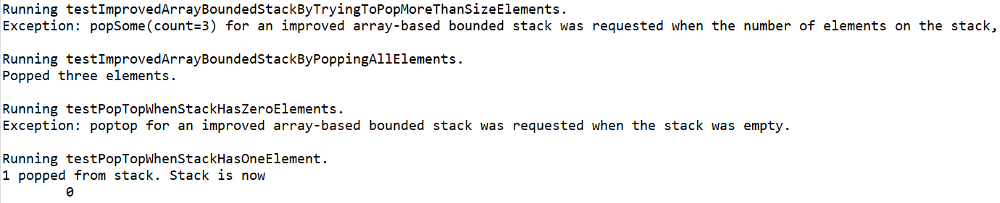 Running testImprovedArrayBoundedStackByTryingToPopMoreThanSizeElements.
Exception: popSome(count=3) for an improved array-based bounded stack was requested when the number of elements on the stack,
Running testImprovedArrayBoundedStackByPoppingAllElements.
Popped three elements.
Running testPopTopWhenStackHasZeroElements.
Exception: poptop for an improved array-based bounded stack was requested when the stack was empty.
Running testPopTopWhenStackHasOneElement.
1 popped from stack. Stack is now
0